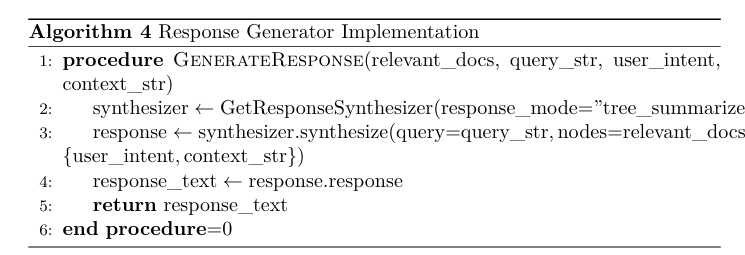 Algorithm 4 Response Generator Implementation
1: procedure GENERATERESPONSE(relevant_docs, query_str, user_intent,
context_str)
2: synthesizer ← GetResponseSynthesizer(response_mode="tree_summarize
3: response ← synthesizer.synthesize(query=query_str, nodes=relevant_docs
{user_intent, context_str})
4: response_text ← response.response
5: return response_text
6: end procedure=0